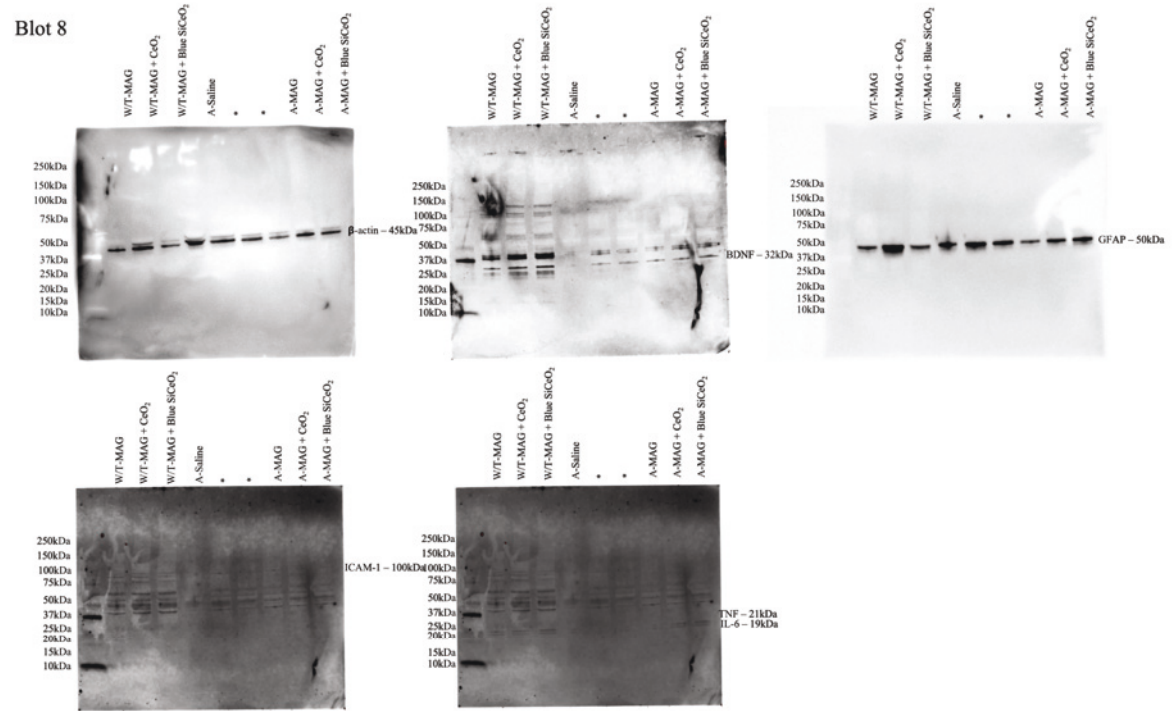 Blot 8
W/T-MAG
W/T-MAG + CeO₂
W/T-MAG + Blue SiCeO₂
A-Saline
*
*
A-MAG
A-MAG + CeO₂
A-MAG + Blue SiCeO₂
250kDa
150kDa
100kDa
75kDa
50kDa
37kDa
25kDa
20kDa
15kDa
10kDa
β-actin – 45kDa
W/T-MAG
W/T-MAG + CeO₂
W/T-MAG + Blue SiCeO₂
A-Saline
*
*
A-MAG
A-MAG + CeO₂
A-MAG + Blue SiCeO₂
250kDa
150kDa
100kDa
75kDa
50kDa
37kDa
25kDa
20kDa
15kDa
10kDa
BDNF – 32kDa
W/T-MAG
W/T-MAG + CeO₂
W/T-MAG + Blue SiCeO₂
A-Saline
*
*
A-MAG
A-MAG + CeO₂
A-MAG + Blue SiCeO₂
250kDa
150kDa
100kDa
75kDa
50kDa
37kDa
25kDa
20kDa
15kDa
10kDa
GFAP – 50kDa
W/T-MAG
W/T-MAG + CeO₂
W/T-MAG + Blue SiCeO₂
A-Saline
*
*
A-MAG
A-MAG + CeO₂
A-MAG + Blue SiCeO₂
250kDa
150kDa
100kDa
75kDa
50kDa
37kDa
25kDa
20kDa
15kDa
10kDa
ICAM-1 – 100kDa
W/T-MAG
W/T-MAG + CeO₂
W/T-MAG + Blue SiCeO₂
A-Saline
*
*
A-MAG
A-MAG + CeO₂
A-MAG + Blue SiCeO₂
250kDa
150kDa
100kDa
75kDa
50kDa
37kDa
25kDa
20kDa
15kDa
10kDa
TNF – 21kDa
IL-6 – 19kDa